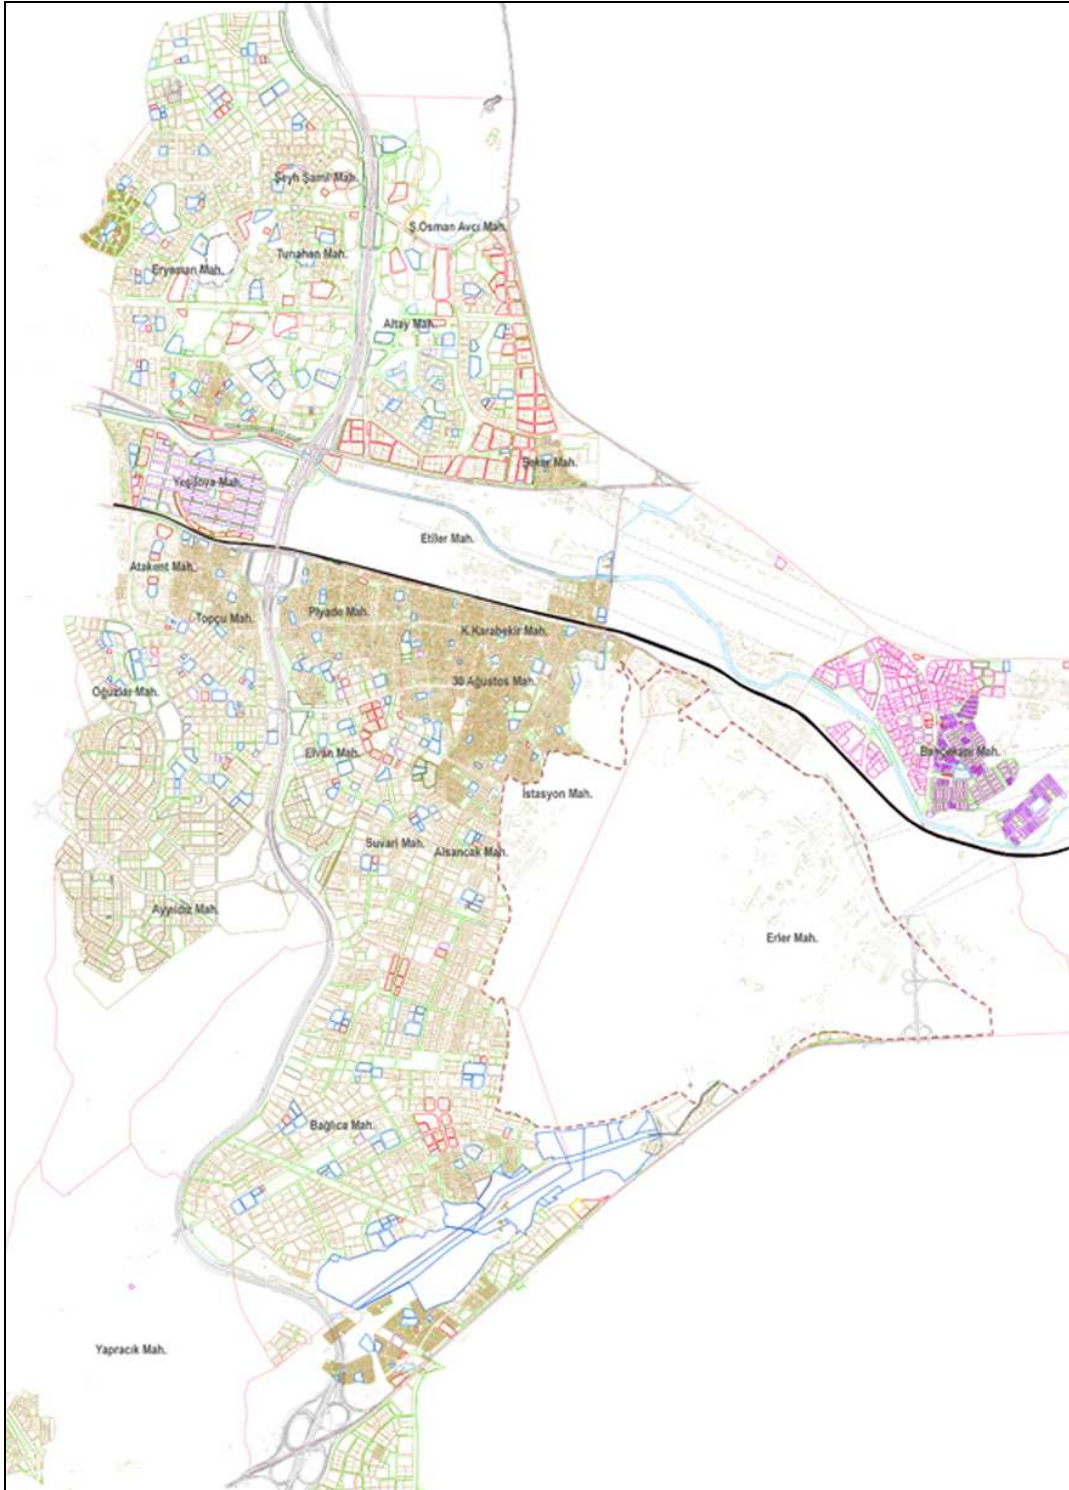 Şeyh Şamil Mah.
Ş.Osman Avcı Mah.
Tunahan Mah.
Eryaman Mah.
Altay Mah.
Şeker Mah.
Yeşilova Mah.
Etiler Mah.
Atakent Mah.
Piyade Mah.
Topçu Mah.
K.Karabekir Mah.
30 Ağustos Mah.
Oğuzlar Mah.
Elvan Mah.
Bahçekapı Mah.
İstasyon Mah.
Suvari Mah.
Alsancak Mah.
Ayyıldız Mah.
Erler Mah.
Bağlıca Mah.
Yapracık Mah.